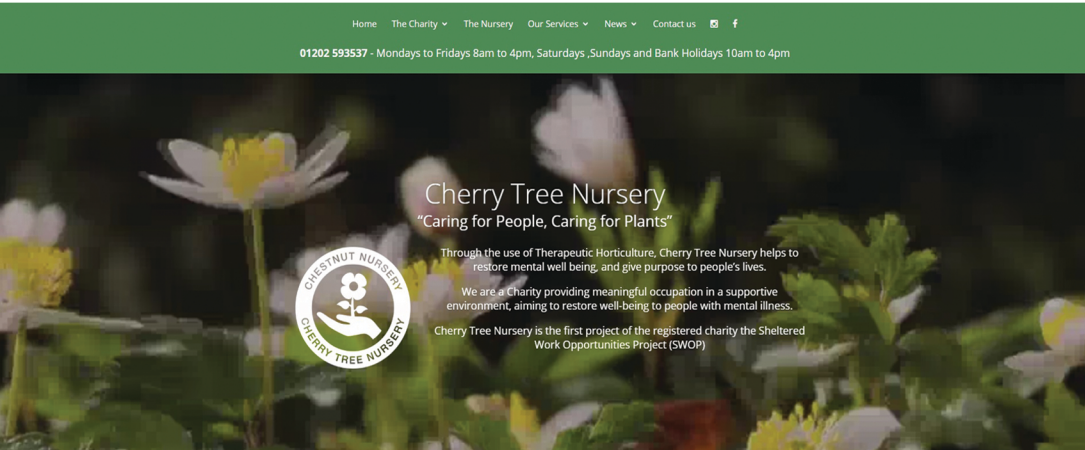 Home The Charity The Nursery Our Services News Contact us
01202 593537 - Mondays to Fridays 8am to 4pm, Saturdays ,Sundays and Bank Holidays 10am to 4pm
Cherry Tree Nursery
“Caring for People, Caring for Plants”
CHESTNUT NURSERY
CHERRY TREE NURSERY
Through the use of Therapeutic Horticulture, Cherry Tree Nursery helps to
restore mental well being, and give purpose to people’s lives.
We are a Charity providing meaningful occupation in a supportive
environment, aiming to restore well-being to people with mental illness.
Cherry Tree Nursery is the first project of the registered charity the Sheltered
Work Opportunities Project (SWOP)